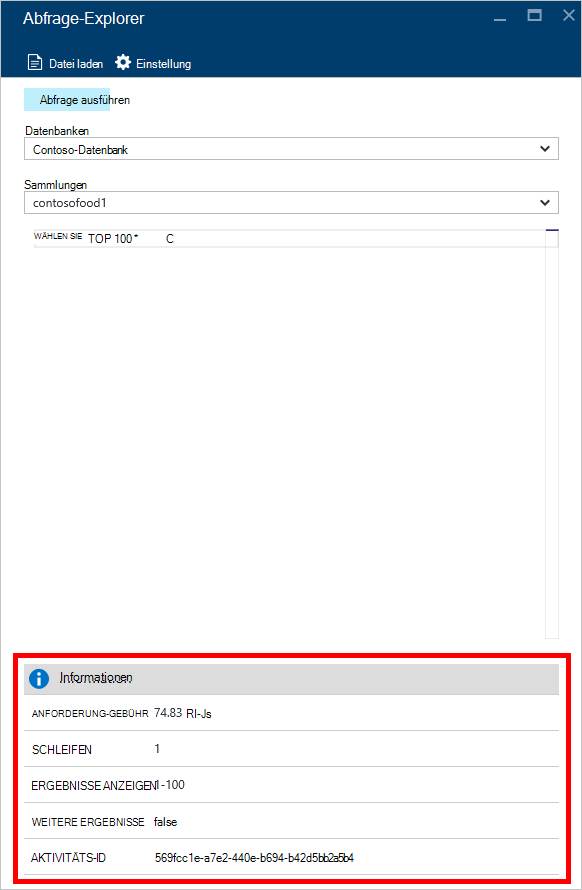 Abfrage-Explorer
Datei laden Einstellung
Abfrage ausführen
Datenbanken
Contoso-Datenbank
Sammlungen
contosofood1
WÄHLEN SIE TOP 100 * C
Informationen
ANFORDERUNG-GEBÜHR 74.83 RI-Js
SCHLEIFEN 1
ERGEBNISSE ANZEIGEN 1-100
WEITERE ERGEBNISSE false
AKTIVITÄTS-ID 569fcc1e-a7e2-440e-b694-b42d5bb2a5b4